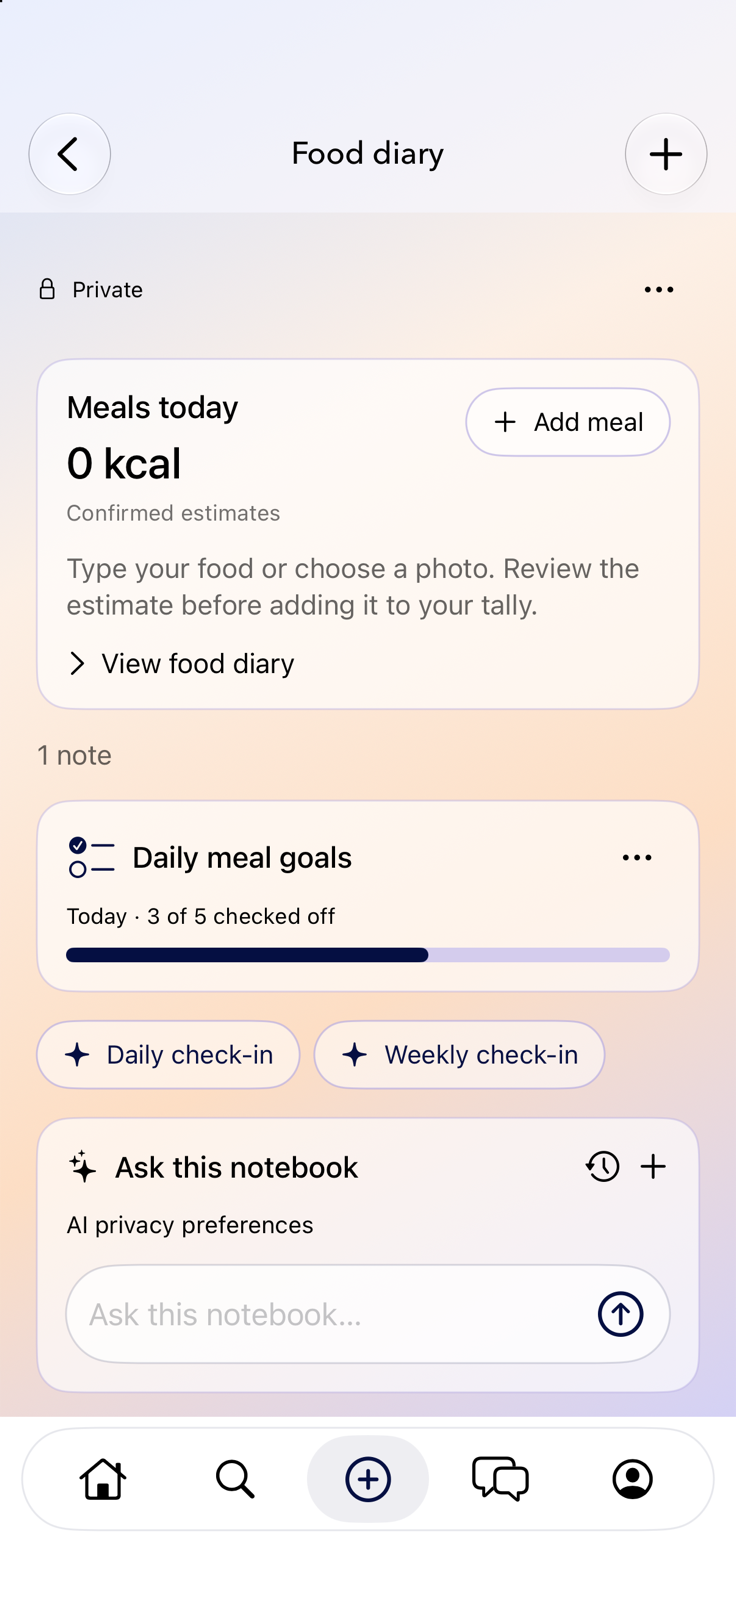 Food diary
Private
Meals today
Add meal
0 kcal
Confirmed estimates
Type your food or choose a photo. Review the
estimate before adding it to your tally.
View food diary
1 note
Daily meal goals
Today · 3 of 5 checked off
Daily check-in
Weekly check-in
Ask this notebook
AI privacy preferences
Ask this notebook...